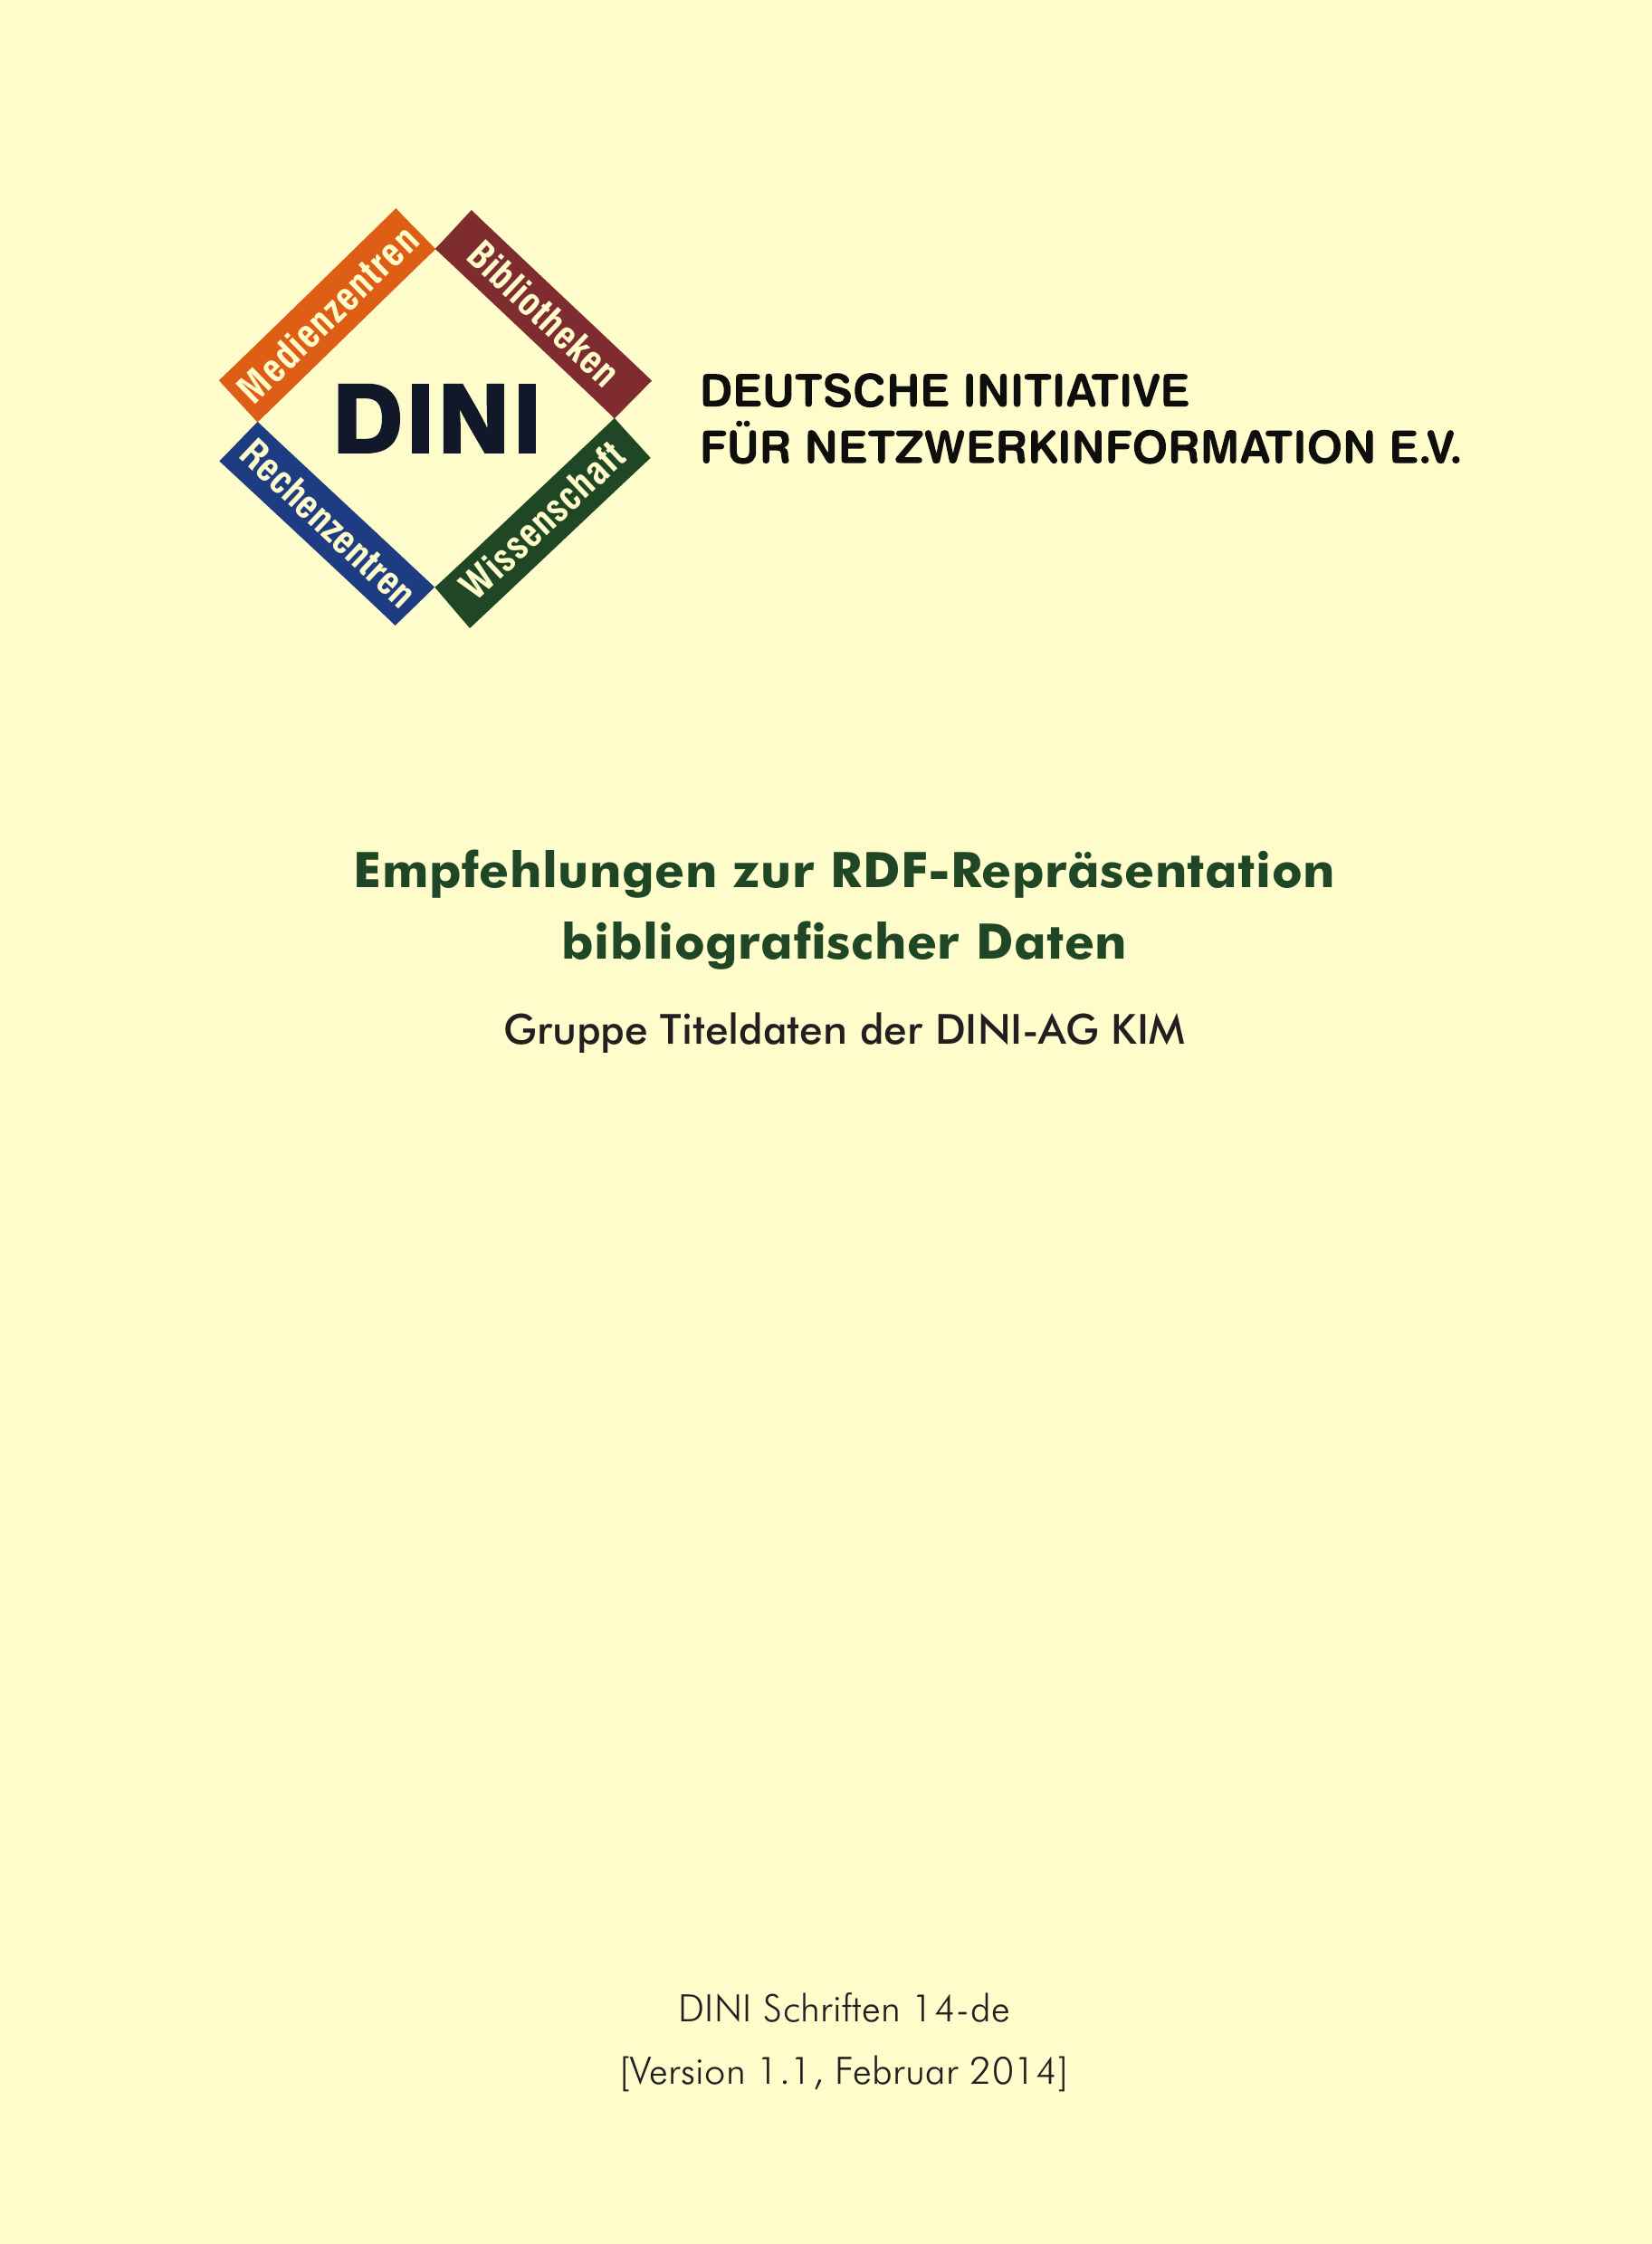 Medienzentren
Bibliotheken
DINI
Rechenzentren
Wissenschaft
DEUTSCHE INITIATIVE
FÜR NETZWERKINFORMATION E.V.
Empfehlungen zur RDF-Repräsentation
bibliografischer Daten
Gruppe Titeldaten der DINI-AG KIM
DINI Schriften 14-de
[Version 1.1, Februar 2014]